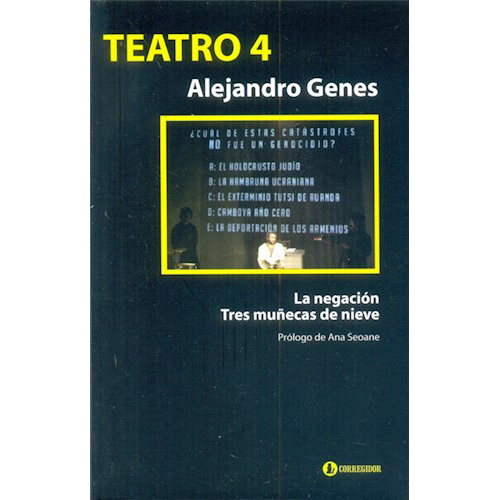 TEATRO 4
Alejandro Genes
¿CUÁL DE ESTAS CATÁSTROFES
NO FUE UN GENOCIDIO?
A: EL HOLOCAUSTO JUDÍO
B: LA HAMBRUNA UCRANIANA
C: EL EXTERMINIO TUTSI DE RUANDA
D: CAMBOYA AÑO CERO
E: LA DEPORTACIÓN DE LOS ARMENIOS
La negación
Tres muñecas de nieve
Prólogo de Ana Seoane
CORREGIDOR